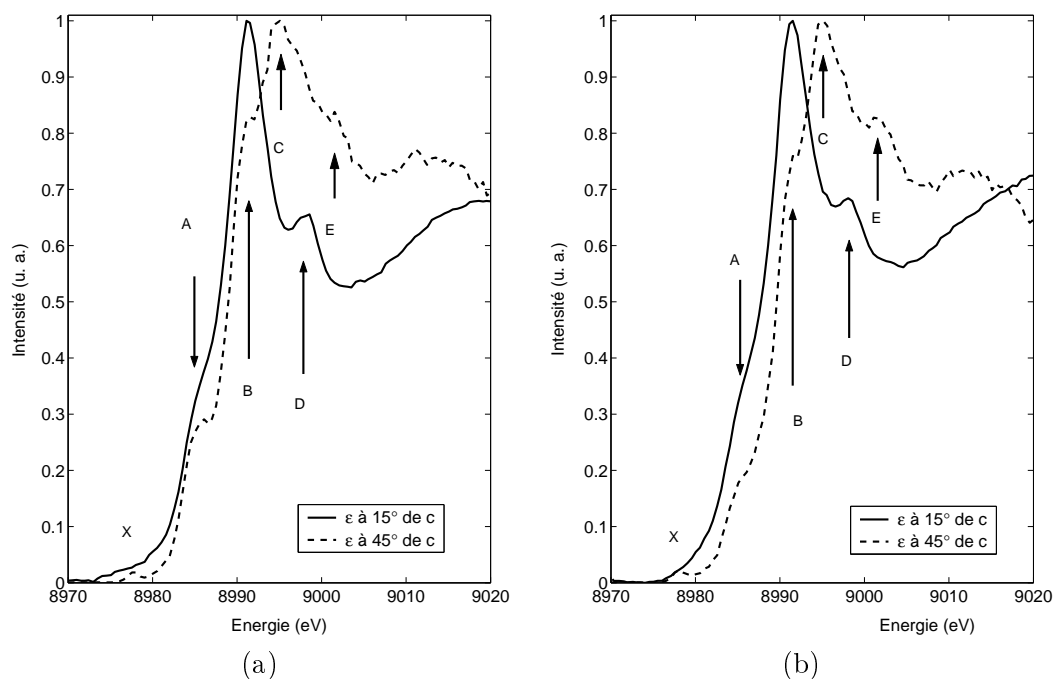 1
0.9
0.8
0.7
0.6
0.5
0.4
0.3
0.2
0.1
0
8970 8980 8990 9000 9010 9020
Intensité (u. a.)
Energie (eV)
X
A
B
C
D
E
ε à 15° de c
ε à 45° de c
(a)
1
0.9
0.8
0.7
0.6
0.5
0.4
0.3
0.2
0.1
0
8970 8980 8990 9000 9010 9020
Intensité (u. a.)
Energie (eV)
X
A
B
C
D
E
ε à 15° de c
ε à 45° de c
(b)